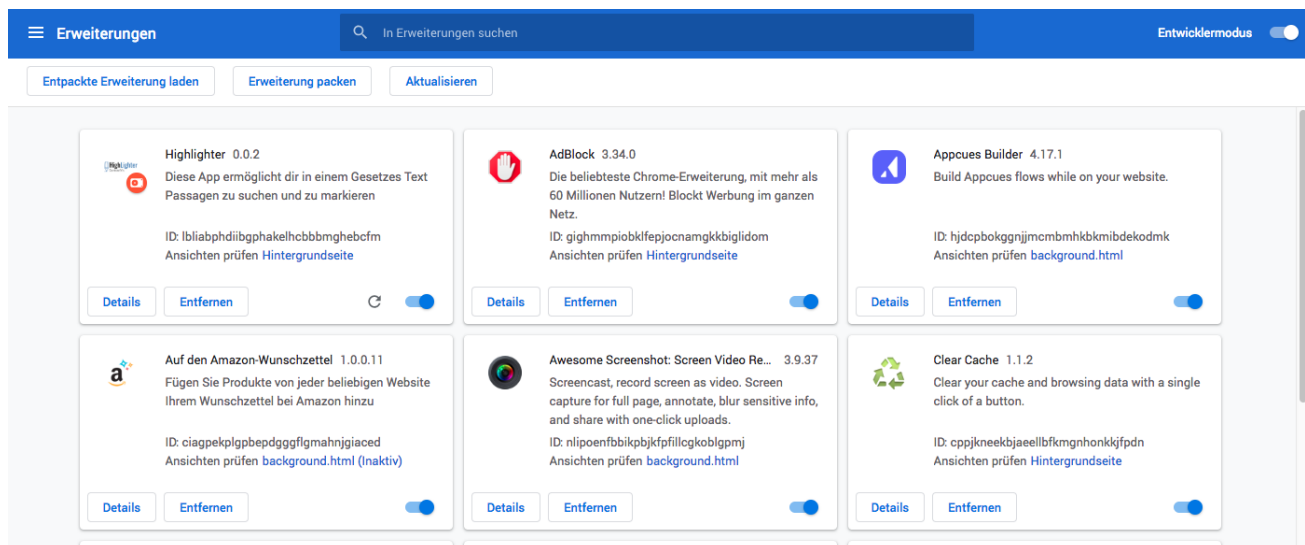 Erweiterungen
In Erweiterungen suchen
Entwicklermodus
Entpackte Erweiterung laden
Erweiterung packen
Aktualisieren
HighLighter
Highlighter 0.0.2
Diese App ermöglicht dir in einem Gesetzes Text
Passagen zu suchen und zu markieren
ID: lbliabphdiibgphakelhcbbbmghebcfm
Ansichten prüfen Hintergrundseite
Details
Entfernen
AdBlock 3.34.0
Die beliebteste Chrome-Erweiterung, mit mehr als
60 Millionen Nutzern! Blockt Werbung im ganzen
Netz.
ID: gighmmpiobklfepjocnamgkkbiglidom
Ansichten prüfen Hintergrundseite
Details
Entfernen
Appcues Builder 4.17.1
Build Appcues flows while on your website.
ID: hjdcpbokggnjjmcmbmhkbkmibdekodmk
Ansichten prüfen background.html
Details
Entfernen
a
Auf den Amazon-Wunschzettel 1.0.0.11
Fügen Sie Produkte von jeder beliebigen Website
Ihrem Wunschzettel bei Amazon hinzu
ID: ciagpekplgpbepdgggflgmahnjgiaced
Ansichten prüfen background.html (Inaktiv)
Details
Entfernen
Awesome Screenshot: Screen Video Re... 3.9.37
Screencast, record screen as video. Screen
capture for full page, annotate, blur sensitive info,
and share with one-click uploads.
ID: nlipoenfbbikpbjkfpfillcgkoblgpmj
Ansichten prüfen background.html
Details
Entfernen
Clear Cache 1.1.2
Clear your cache and browsing data with a single
click of a button.
ID: cppjkneekbjaeellbfkmgnhonkkjfpdn
Ansichten prüfen Hintergrundseite
Details
Entfernen